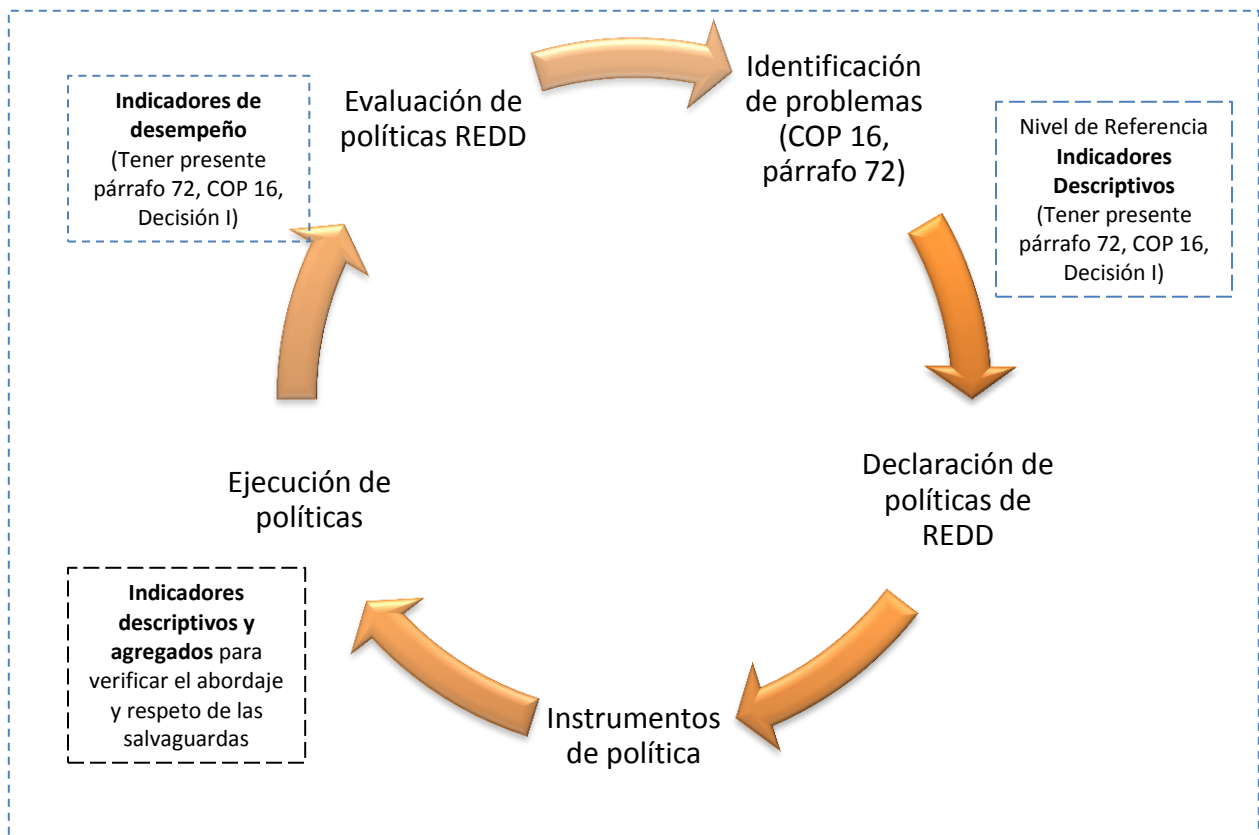 Indicadores de
desempeño
(Tener presente
párrafo 72, COP 16,
Decisión I)
Evaluación de
políticas REDD
Identificación
de problemas
(COP 16,
párrafo 72)
Nivel de Referencia
Indicadores
Descriptivos
(Tener presente
párrafo 72, COP 16,
Decisión I)
Declaración de
políticas de
REDD
Instrumentos
de política
Ejecución de
políticas
Indicadores
descriptivos y
agregados para
verificar el abordaje
y respeto de las
salvaguardas